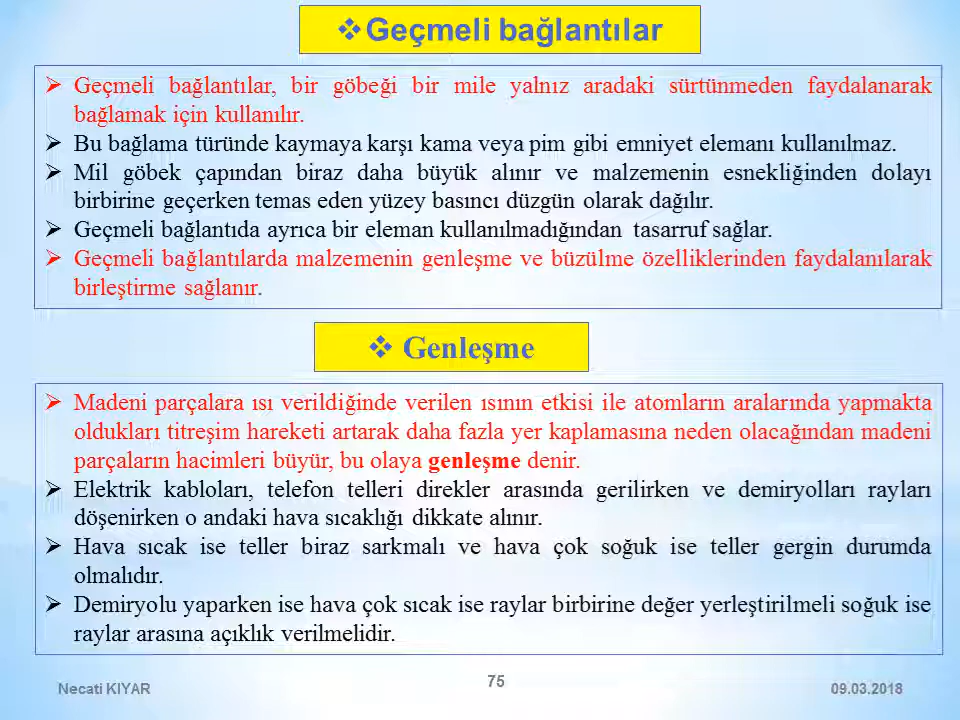 ❖Geçmeli bağlantılar
➢ Geçmeli bağlantılar, bir göbeği bir mile yalnız aradaki sürtünmeden faydalanarak
bağlamak için kullanılır.
➢ Bu bağlama türünde kaymaya karşı kama veya pim gibi emniyet elemanı kullanılmaz.
➢ Mil göbek çapından biraz daha büyük alınır ve malzemenin esnekliğinden dolayı
birbirine geçerken temas eden yüzey basıncı düzgün olarak dağılır.
➢ Geçmeli bağlantıda ayrıca bir eleman kullanılmadığından tasarruf sağlar.
➢ Geçmeli bağlantılarda malzemenin genleşme ve büzülme özelliklerinden faydalanılarak
birleştirme sağlanır.
❖ Genleşme
➢ Madeni parçalara ısı verildiğinde verilen ısının etkisi ile atomların aralarında yapmakta
oldukları titreşim hareketi artarak daha fazla yer kaplamasına neden olacağından madeni
parçaların hacimleri büyür, bu olaya genleşme denir.
➢ Elektrik kabloları, telefon telleri direkler arasında gerilirken ve demiryolları rayları
döşenirken o andaki hava sıcaklığı dikkate alınır.
➢ Hava sıcak ise teller biraz sarkmalı ve hava çok soğuk ise teller gergin durumda
olmalıdır.
➢ Demiryolu yaparken ise hava çok sıcak ise raylar birbirine değer yerleştirilmeli soğuk ise
raylar arasına açıklık verilmelidir.
Necati KIYAR
75
09.03.2018